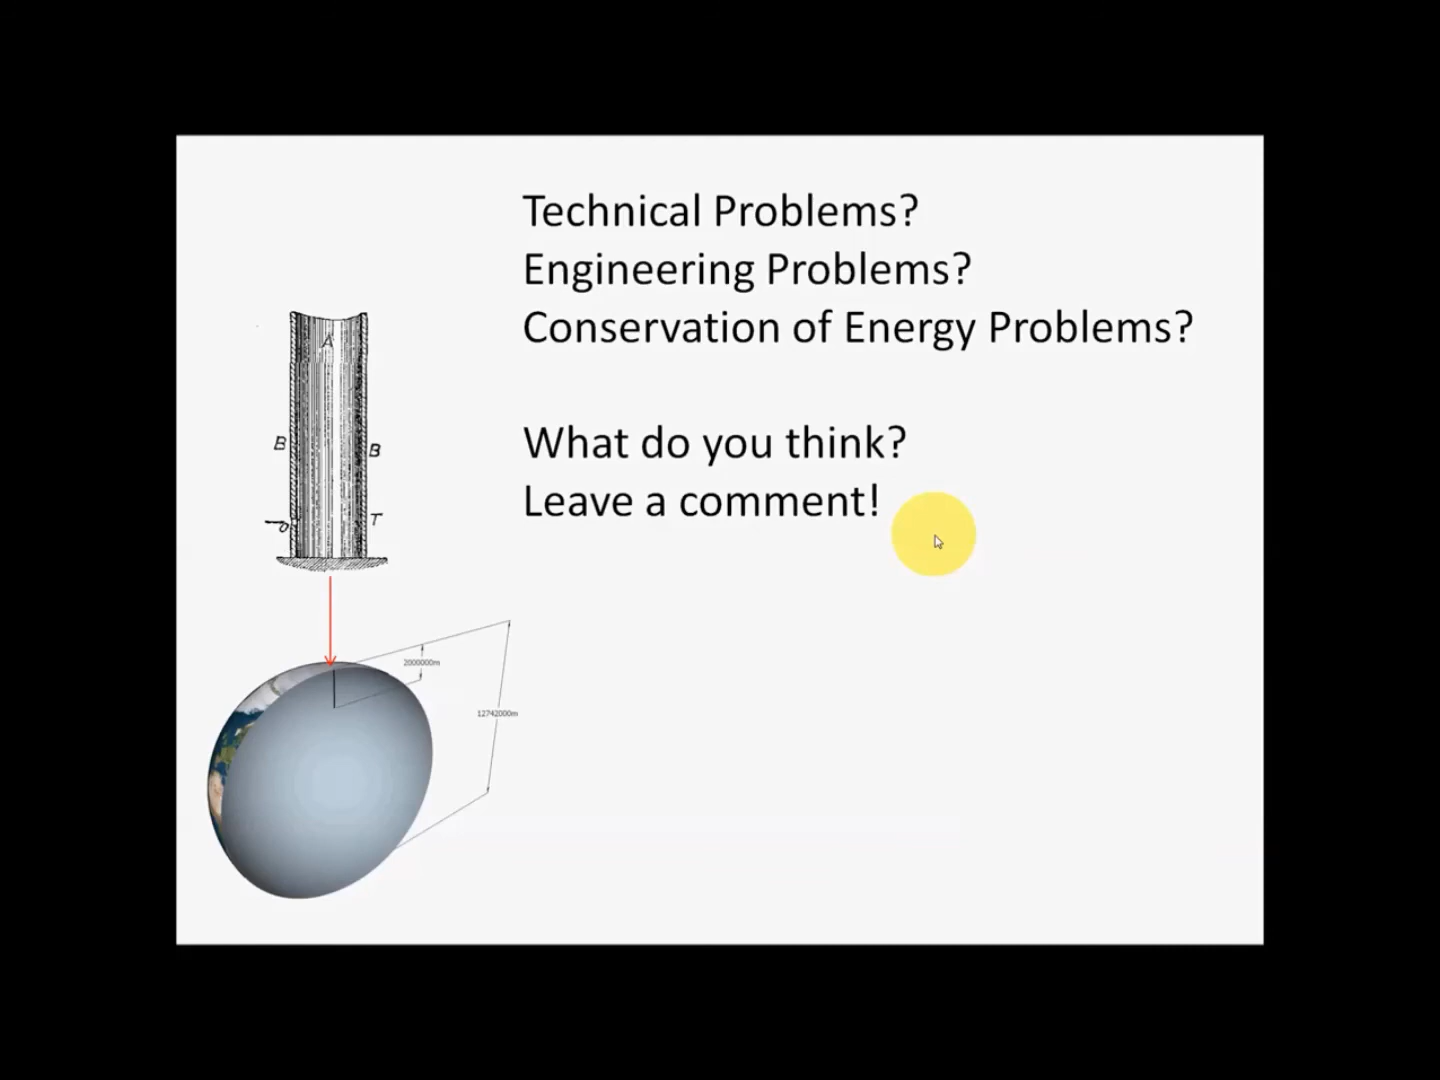 Technical Problems?
Engineering Problems?
Conservation of Energy Problems?
What do you think?
Leave a comment!
A
B
B
T
2000000m
12742000m